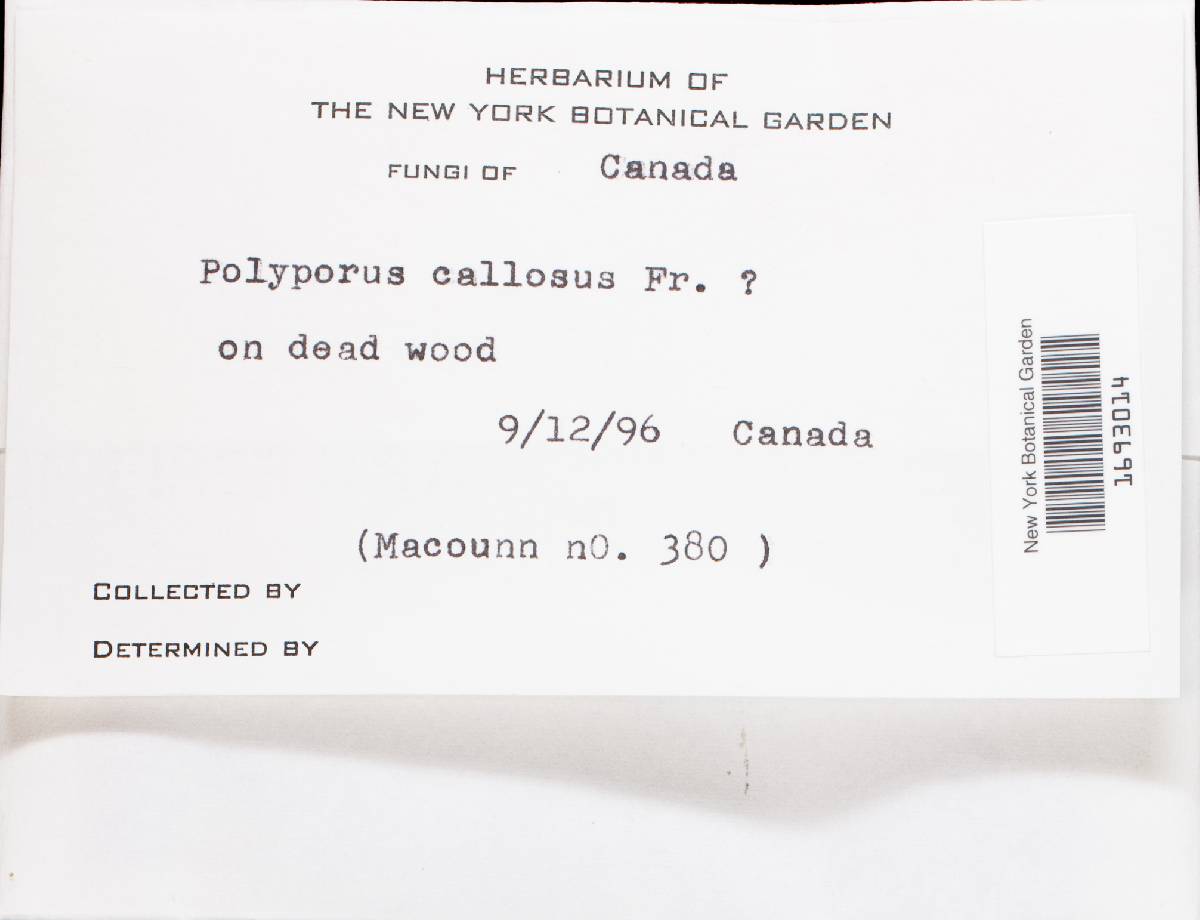 HERBARIUM OF
THE NEW YORK BOTANICAL GARDEN
FUNGI OF Canada
Polyporus callosus Fr. ?
on dead wood
9/12/96 Canada
(Macounn nO. 380 )
COLLECTED BY
DETERMINED BY
New York Botanical Garden
1693014